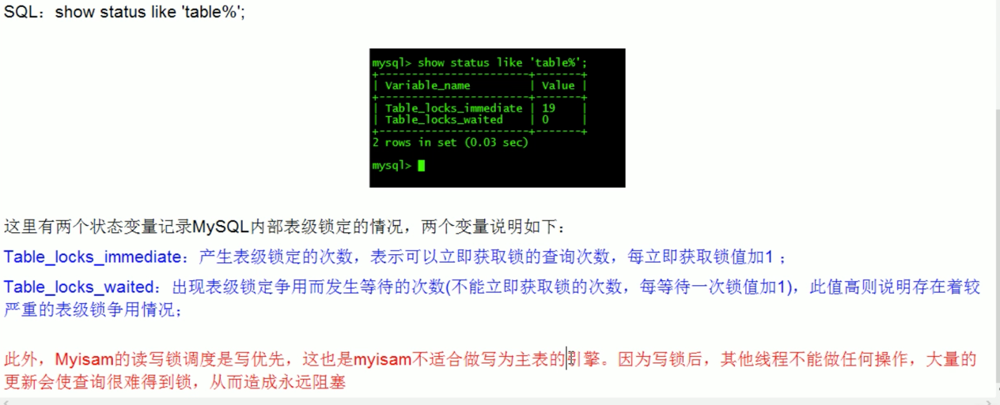 SQL：show status like 'table%';
mysql> show status like 'table%';
+-----------------------+-------+
| Variable_name         | Value |
+-----------------------+-------+
| Table_locks_immediate | 19    |
| Table_locks_waited    | 0     |
+-----------------------+-------+
2 rows in set (0.03 sec)
mysql>
这里有两个状态变量记录MySQL内部表级锁定的情况，两个变量说明如下：
Table_locks_immediate：产生表级锁定的次数，表示可以立即获取锁的查询次数，每立即获取锁值加1 ；
Table_locks_waited：出现表级锁定争用而发生等待的次数(不能立即获取锁的次数，每等待一次锁值加1)，此值高则说明存在着较
严重的表级锁争用情况；
此外，Myisam的读写锁调度是写优先，这也是myisam不适合做写为主表的引擎。因为写锁后，其他线程不能做任何操作，大量的
更新会使查询很难得到锁，从而造成永远阻塞